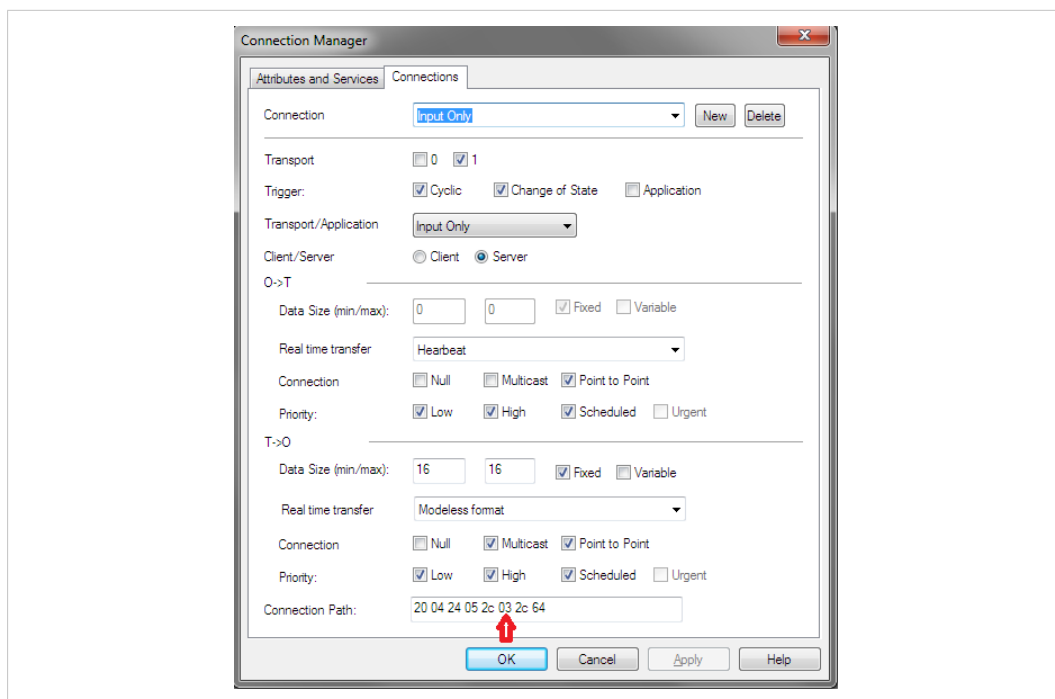 Connection Manager
Attributes and Services Connections
Connection Input Only New Delete
Transport 0 1
Trigger: Cyclic Change of State Application
Transport/Application Input Only
Client/Server Client Server
O->T
Data Size (min/max): 0 0 Fixed Variable
Real time transfer Hearbeat
Connection Null Multicast Point to Point
Priority: Low High Scheduled Urgent
T->O
Data Size (min/max): 16 16 Fixed Variable
Real time transfer Modeless format
Connection Null Multicast Point to Point
Priority: Low High Scheduled Urgent
Connection Path: 20 04 24 05 2c 03 2c 64
OK Cancel Apply Help